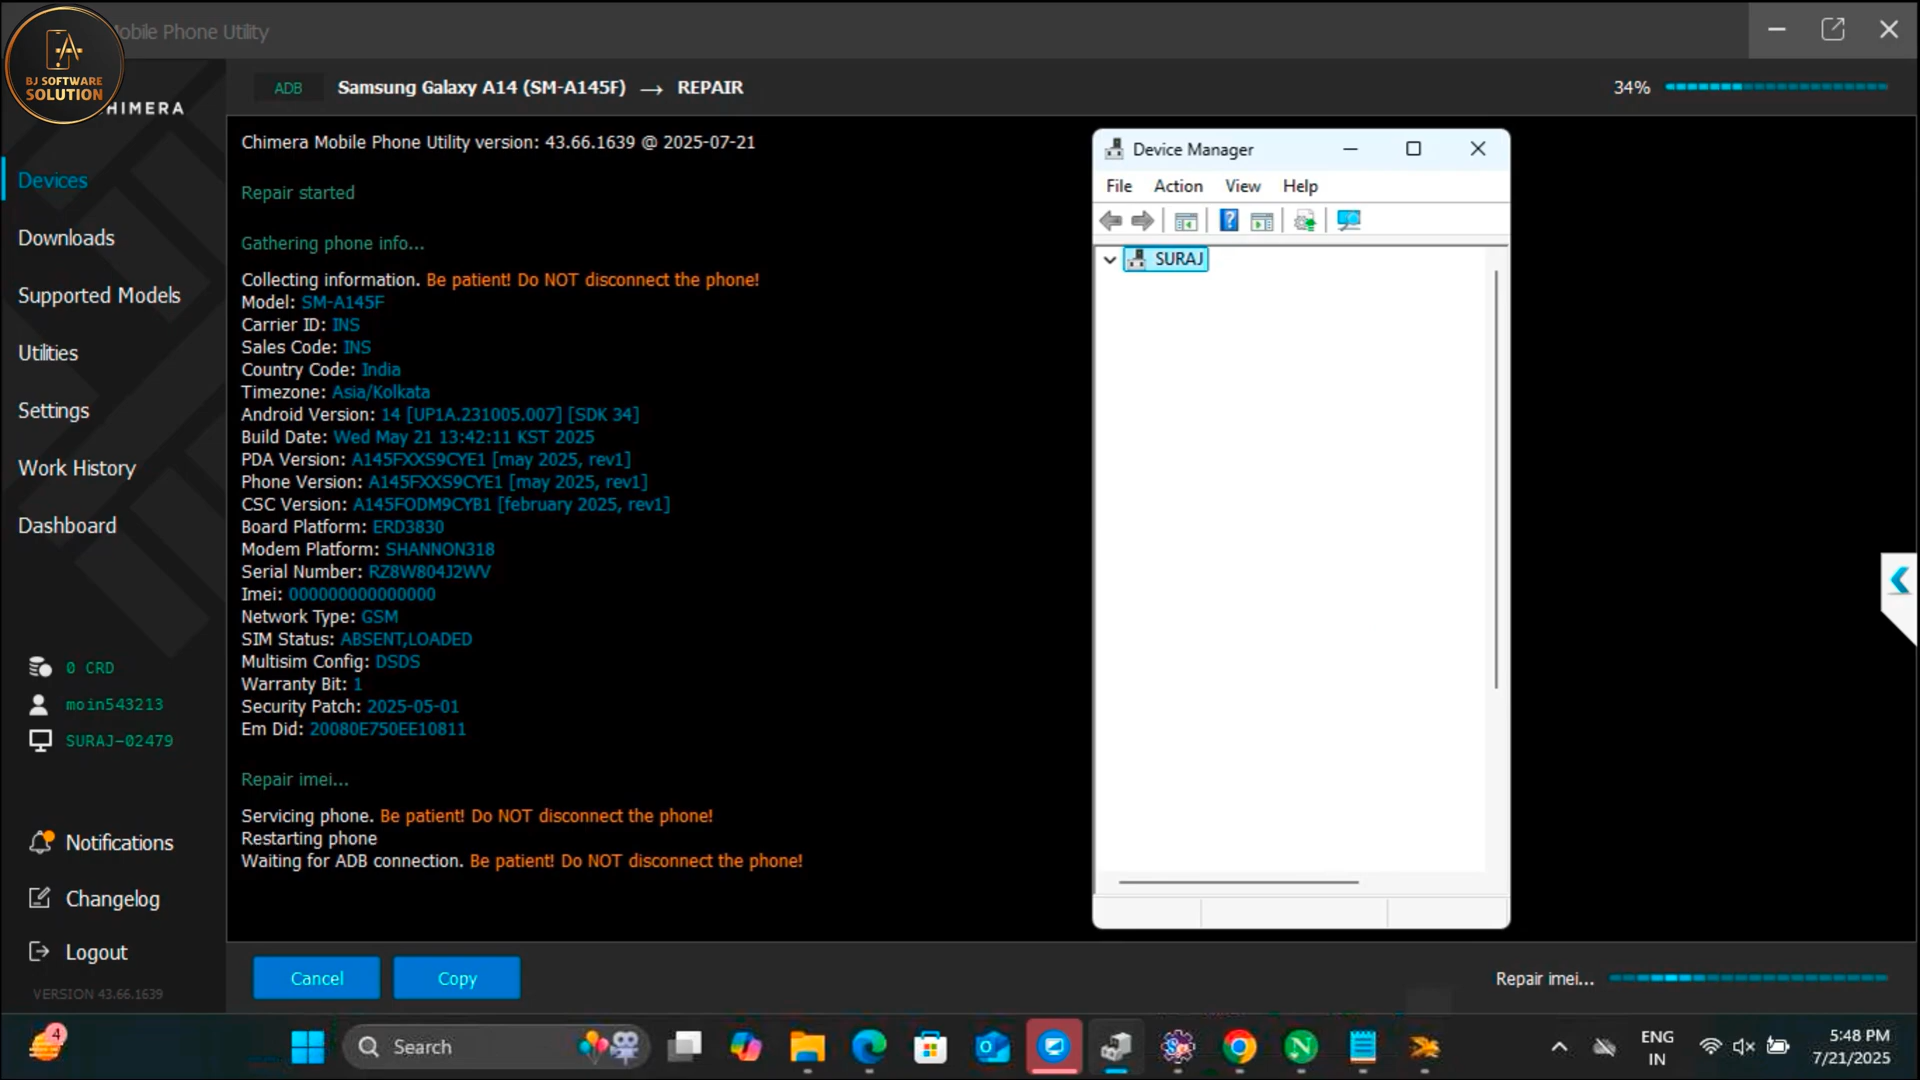 Mobile Phone Utility
BJ SOFTWARE
SOLUTION
HIMERA
ADB
Samsung Galaxy A14 (SM-A145F) → REPAIR
34%
Devices
Downloads
Supported Models
Utilities
Settings
Work History
Dashboard
0 CRD
moin543213
SURAJ-02479
Notifications
Changelog
Logout
VERSION 43.66.1639
Chimera Mobile Phone Utility version: 43.66.1639 @ 2025-07-21
Repair started
Gathering phone info...
Collecting information. Be patient! Do NOT disconnect the phone!
Model: SM-A145F
Carrier ID: INS
Sales Code: INS
Country Code: India
Timezone: Asia/Kolkata
Android Version: 14 [UP1A.231005.007] [SDK 34]
Build Date: Wed May 21 13:42:11 KST 2025
PDA Version: A145FXXS9CYE1 [may 2025, rev1]
Phone Version: A145FXXS9CYE1 [may 2025, rev1]
CSC Version: A145FODM9CYB1 [february 2025, rev1]
Board Platform: ERD3830
Modem Platform: SHANNON318
Serial Number: RZ8W804J2WV
Imei: 000000000000000
Network Type: GSM
SIM Status: ABSENT,LOADED
Multisim Config: DSDS
Warranty Bit: 1
Security Patch: 2025-05-01
Em Did: 20080E750EE10811
Repair imei...
Servicing phone. Be patient! Do NOT disconnect the phone!
Restarting phone
Waiting for ADB connection. Be patient! Do NOT disconnect the phone!
Device Manager
File Action View Help
SURAJ
Cancel
Copy
Repair imei...
4
Search
ENG
IN
5:48 PM
7/21/2025